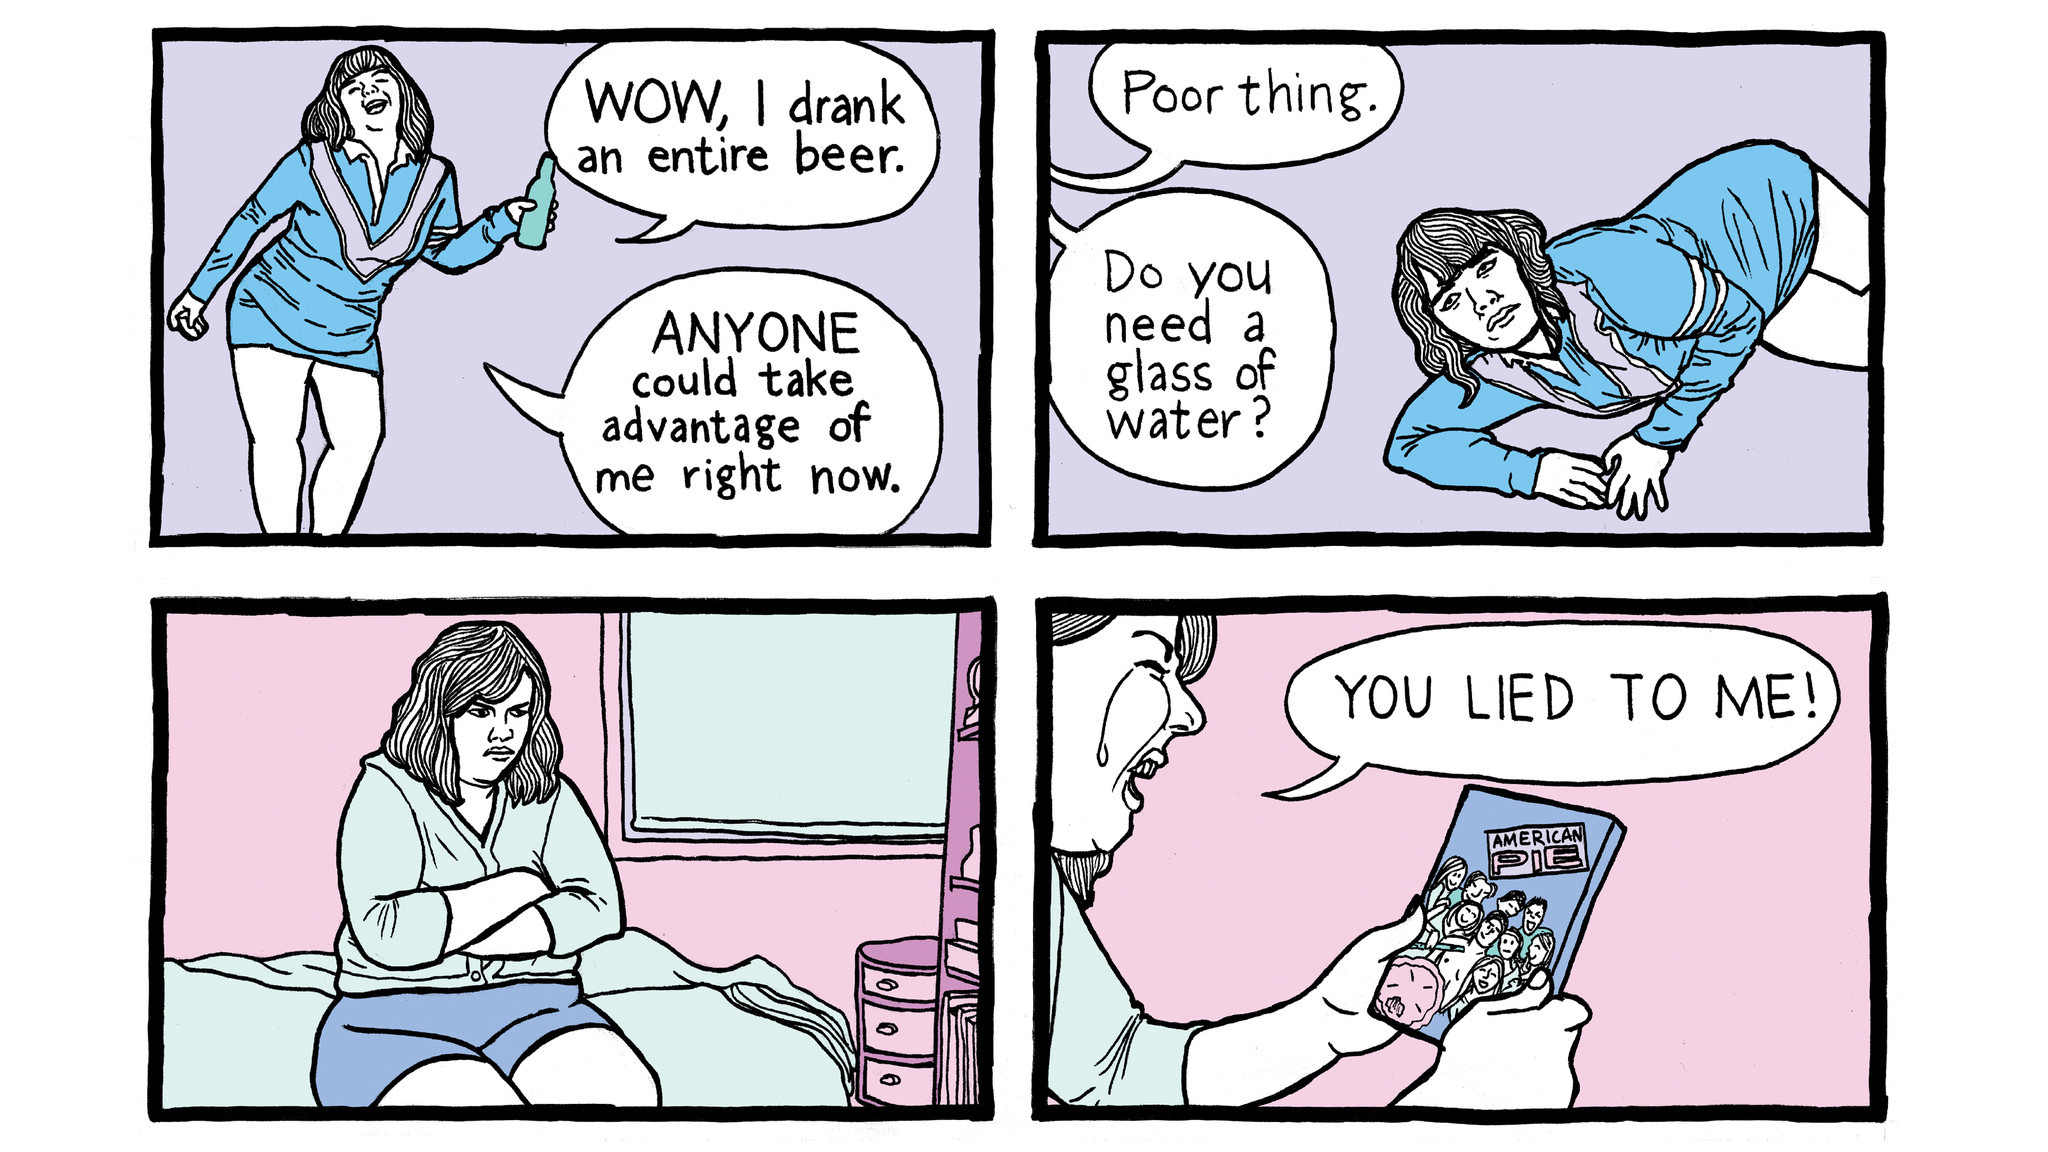 WOW, I drank
an entire beer.
ANYONE
could take
advantage of
me right now.
Poor thing.
Do you
need a
glass of
water?
YOU LIED TO ME!
AMERICAN
PIE